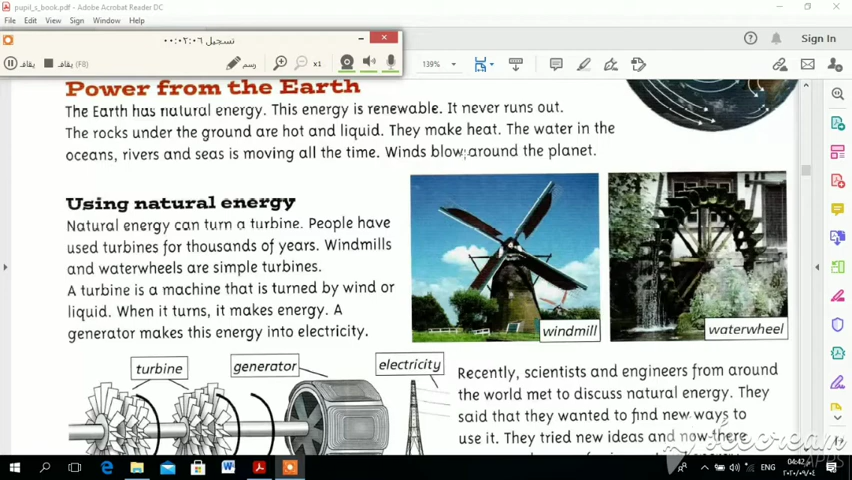 pupil_s_book.pdf - Adobe Acrobat Reader DC
File Edit View Sign Window Help
Sign In
تسجيل ٠٠:٠٢:٠٦
يقاف يقاف (F8) رسم x1
139%
Power from the Earth
The Earth has natural energy. This energy is renewable. It never runs out.
The rocks under the ground are hot and liquid. They make heat. The water in the
oceans, rivers and seas is moving all the time. Winds blow around the planet.
Using natural energy
Natural energy can turn a turbine. People have
used turbines for thousands of years. Windmills
and waterwheels are simple turbines.
A turbine is a machine that is turned by wind or
liquid. When it turns, it makes energy. A
generator makes this energy into electricity.
windmill
waterwheel
turbine
generator
electricity
Recently, scientists and engineers from around
the world met to discuss natural energy. They
said that they wanted to find new ways to
use it. They tried new ideas and now there
icecream
APPS
ENG